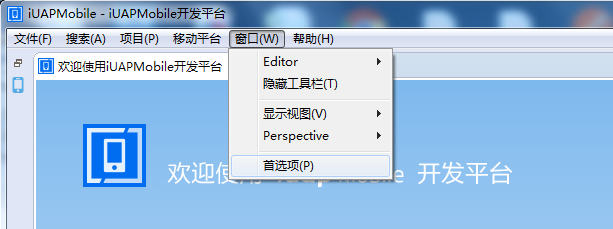 iUAPMobile - iUAPMobile开发平台
文件(F) 搜索(A) 项目(P) 移动平台 窗口(W) 帮助(H)
欢迎使用iUAPMobile开发平台
Editor
隐藏工具栏(T)
显示视图(V)
Perspective
首选项(P)
欢迎使用 Mobile 开发平台